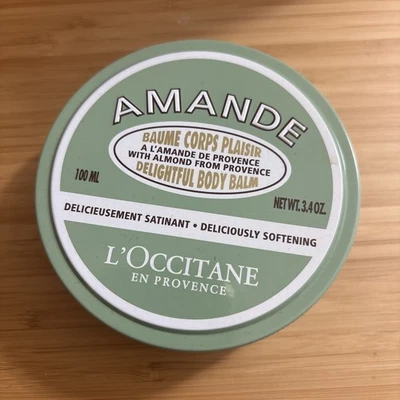 AMANDE
BAUME CORPS PLAISIR
A L'AMANDE DE PROVENCE
WITH ALMOND FROM PROVENCE
DELIGHTFUL BODY BALM
100 ML
NET WT. 3.4 OZ.
DELICIEUSEMENT SATINANT • DELICIOUSLY SOFTENING
L'OCCITANE
EN PROVENCE